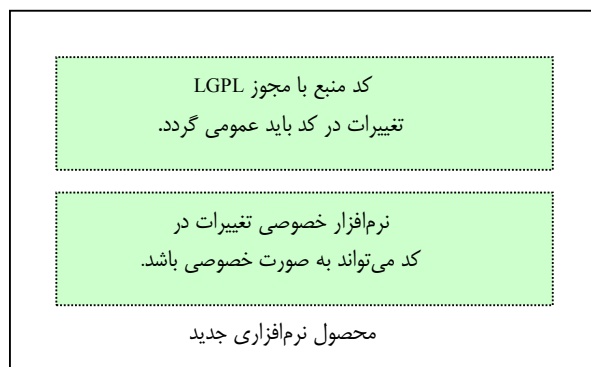 کد منبع با مجوز LGPL
تغییرات در کد باید عمومی گردد.
نرم‌افزار خصوصی تغییرات در
کد می‌تواند به صورت خصوصی باشد.
محصول نرم‌افزاری جدید